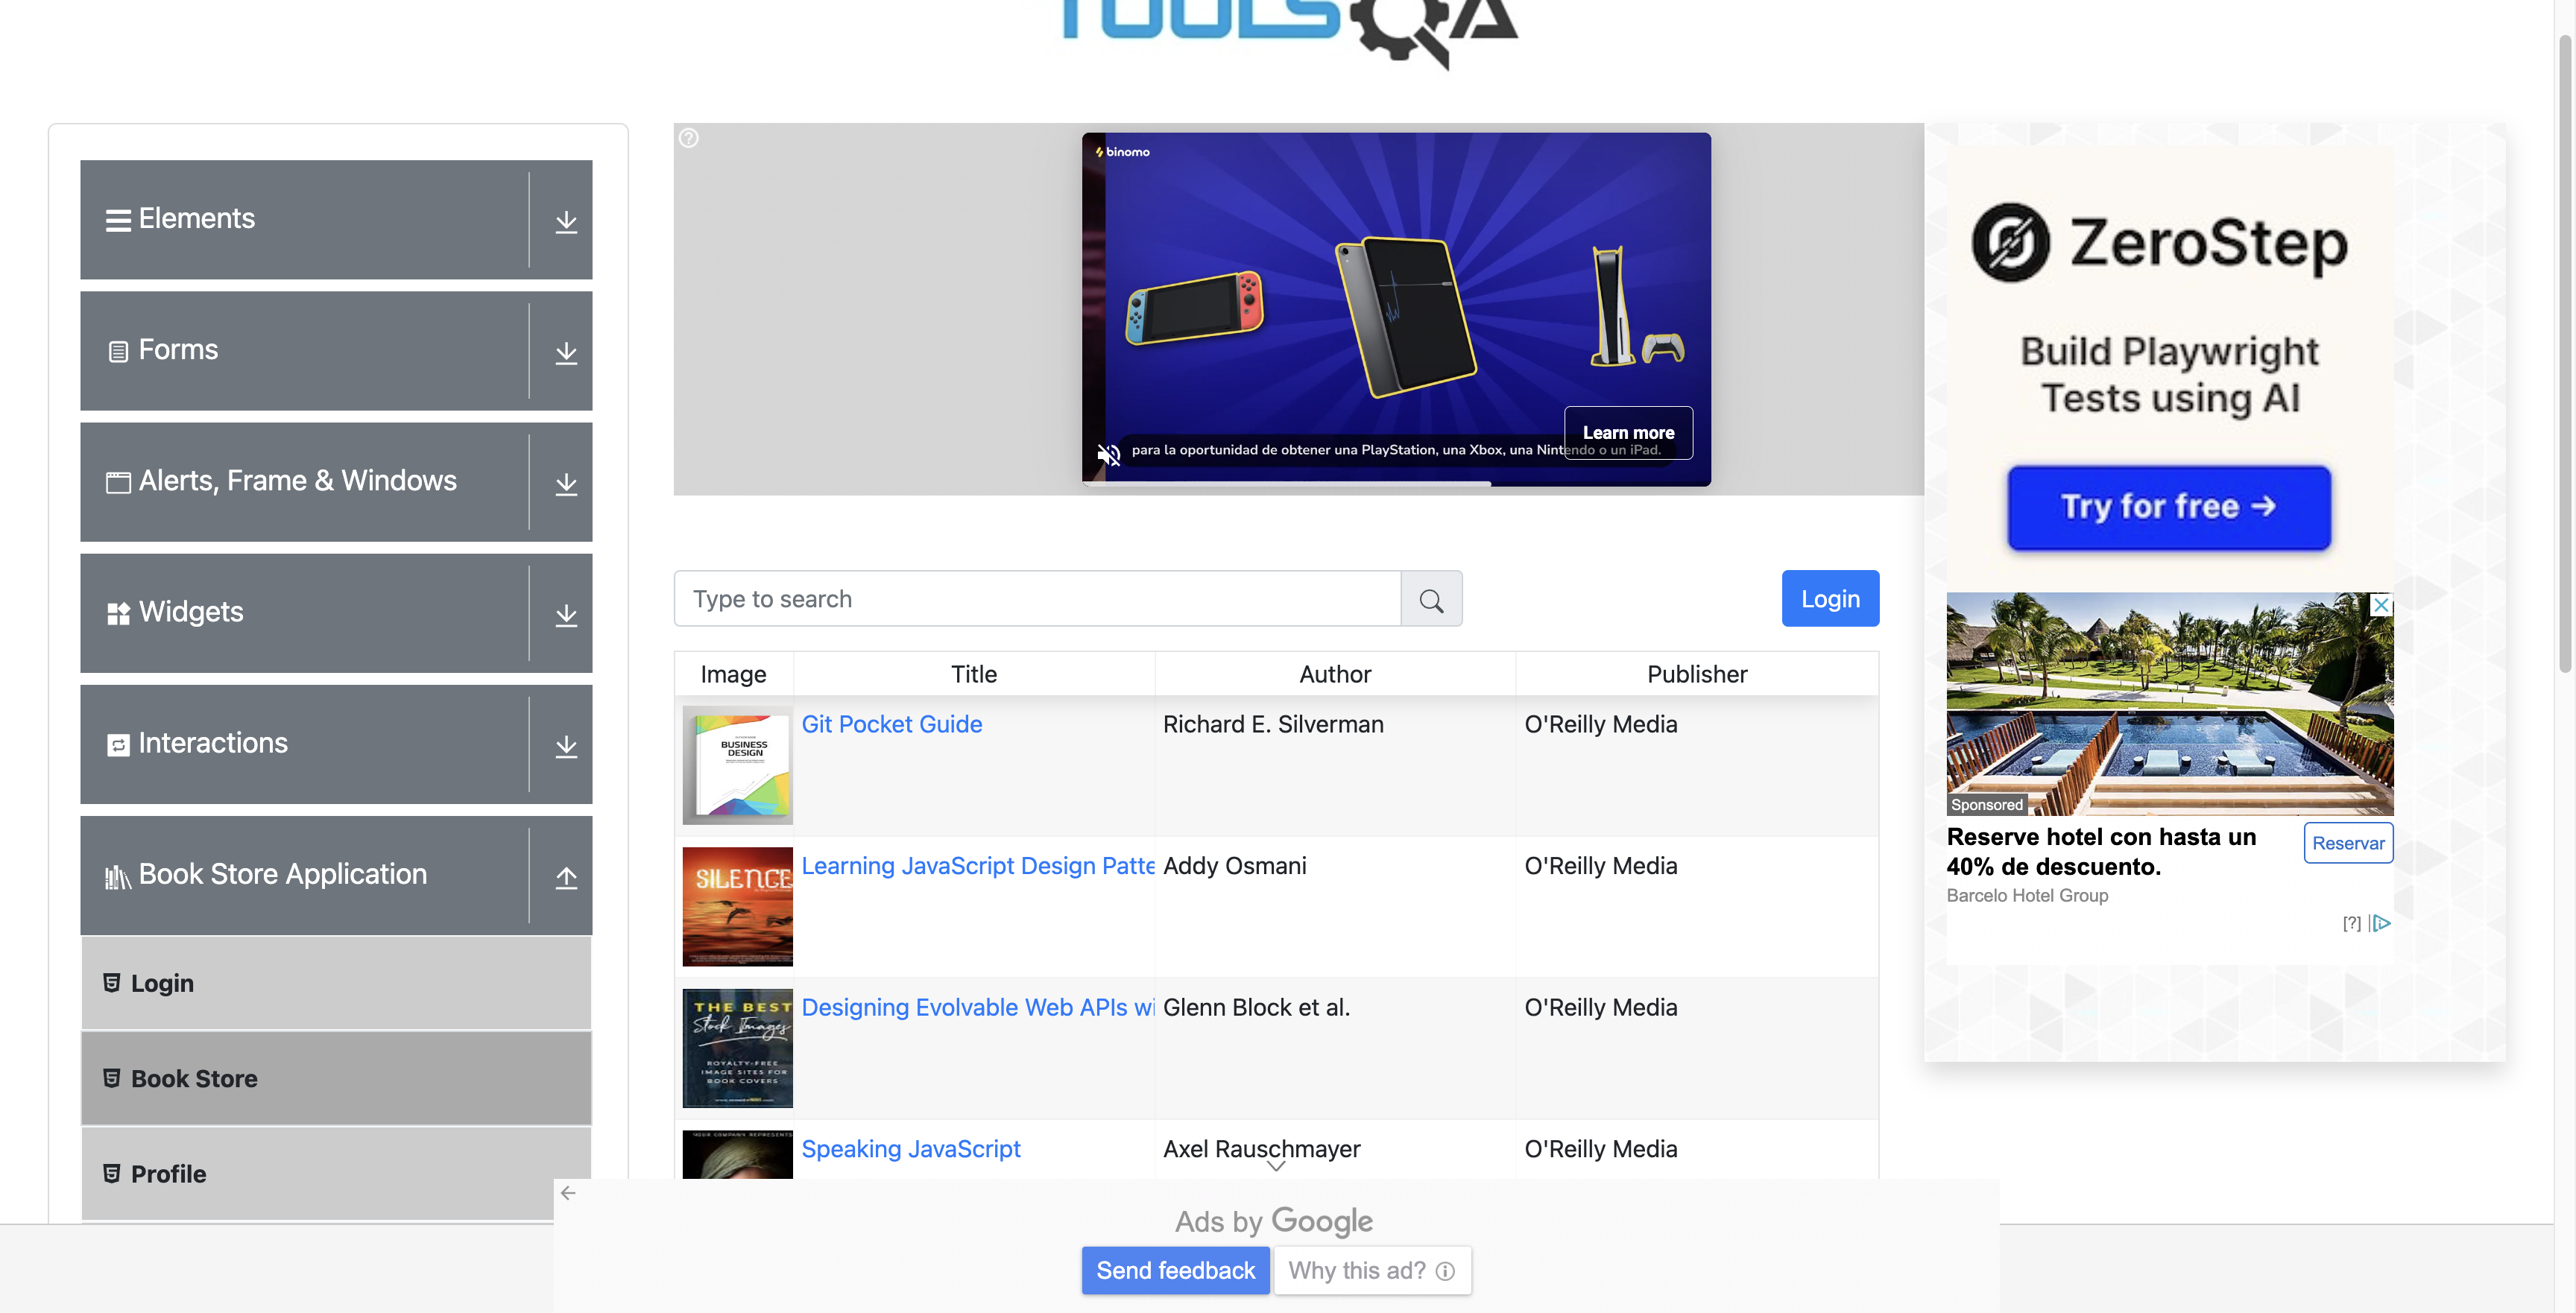 TOOLSQA
Elements
Forms
Alerts, Frame & Windows
Widgets
Interactions
Book Store Application
Login
Book Store
Profile
binomo
para la oportunidad de obtener una PlayStation, una Xbox, una Nintendo o un iPad.
Learn more
Type to search
Login
Image Title Author Publisher
BUSINESS
DESIGN
Git Pocket Guide Richard E. Silverman O'Reilly Media
SILENCE
Learning JavaScript Design Patte Addy Osmani O'Reilly Media
THE BEST
Stock Images
ROYALTY-FREE
IMAGE SITES FOR
BOOK COVERS
Designing Evolvable Web APIs wi Glenn Block et al. O'Reilly Media
YOUR COMPANY REPRESENTS
Speaking JavaScript Axel Rauschmayer O'Reilly Media
ZeroStep
Build Playwright
Tests using AI
Try for free →
Sponsored
Reserve hotel con hasta un
40% de descuento.
Barcelo Hotel Group
Reservar
[?]
Ads by Google
Send feedback
Why this ad?